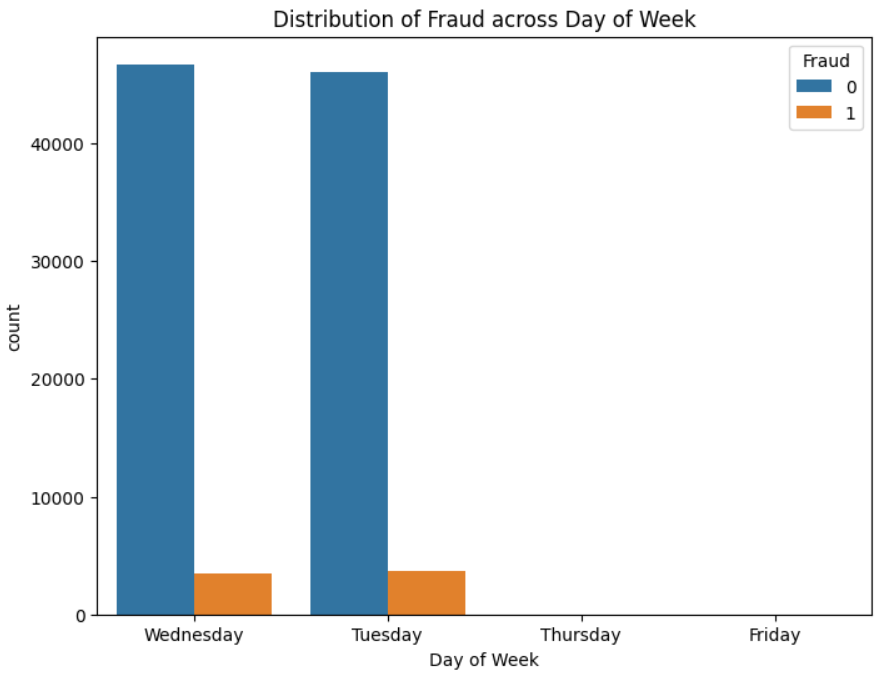 Distribution of Fraud across Day of Week
Fraud
0
1
40000
30000
20000
10000
0
count
Wednesday Tuesday Thursday Friday
Day of Week